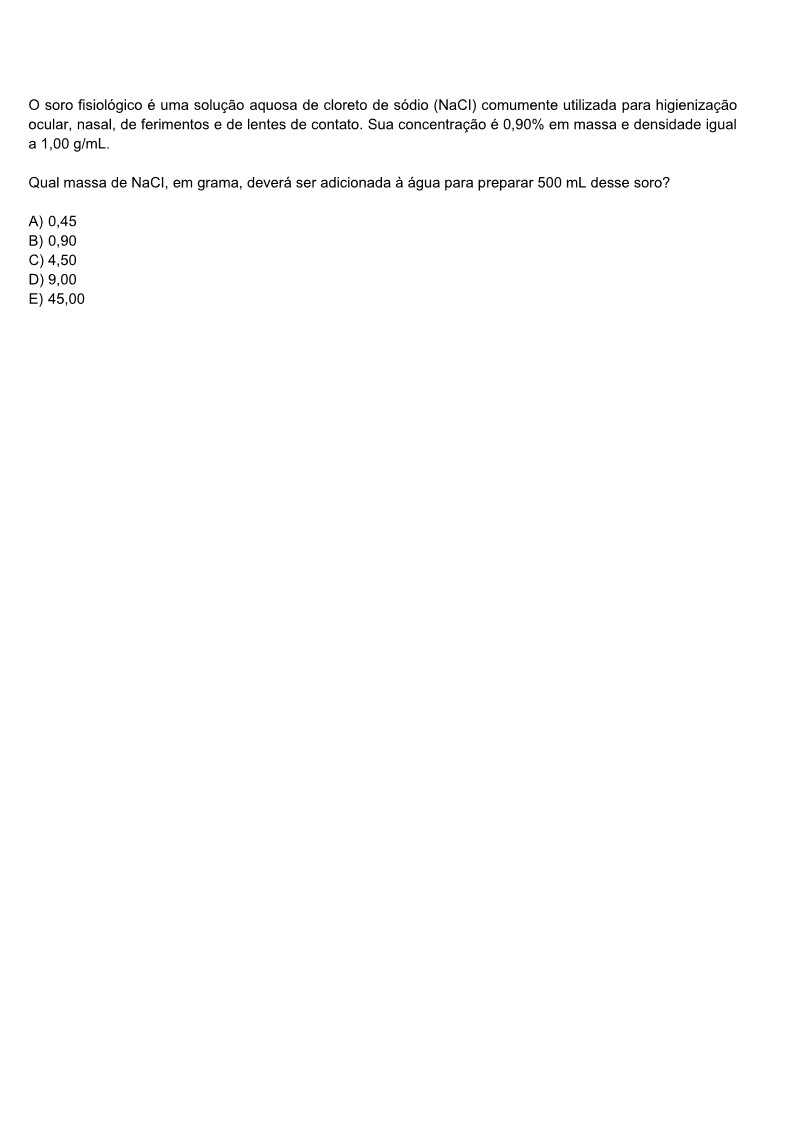 O soro fisiológico é uma solução aquosa de cloreto de sódio (NaCl) comumente utilizada para higienização
ocular, nasal, de ferimentos e de lentes de contato. Sua concentração é 0,90% em massa e densidade igual
a 1,00 g/mL.
Qual massa de NaCl, em grama, deverá ser adicionada à água para preparar 500 mL desse soro?
A) 0,45
B) 0,90
C) 4,50
D) 9,00
E) 45,00